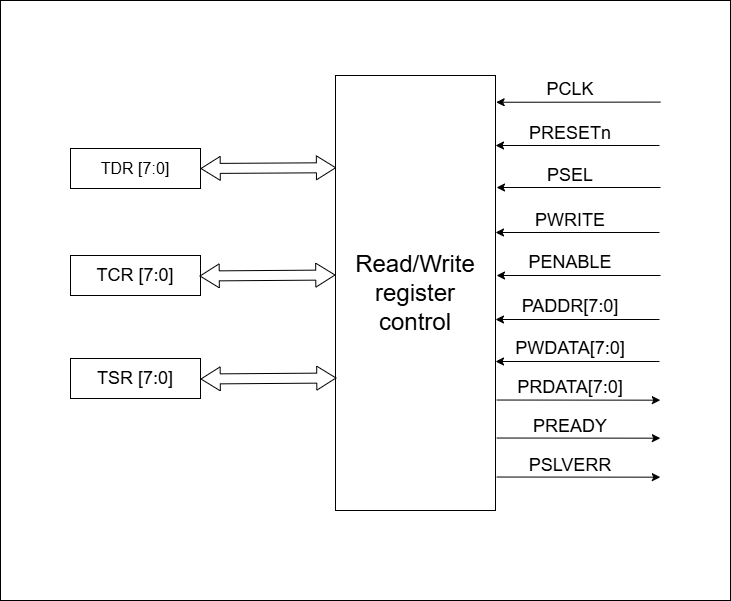 TDR [7:0]
TCR [7:0]
TSR [7:0]
Read/Write
register
control
PCLK
PRESETn
PSEL
PWRITE
PENABLE
PADDR[7:0]
PWDATA[7:0]
PRDATA[7:0]
PREADY
PSLVERR